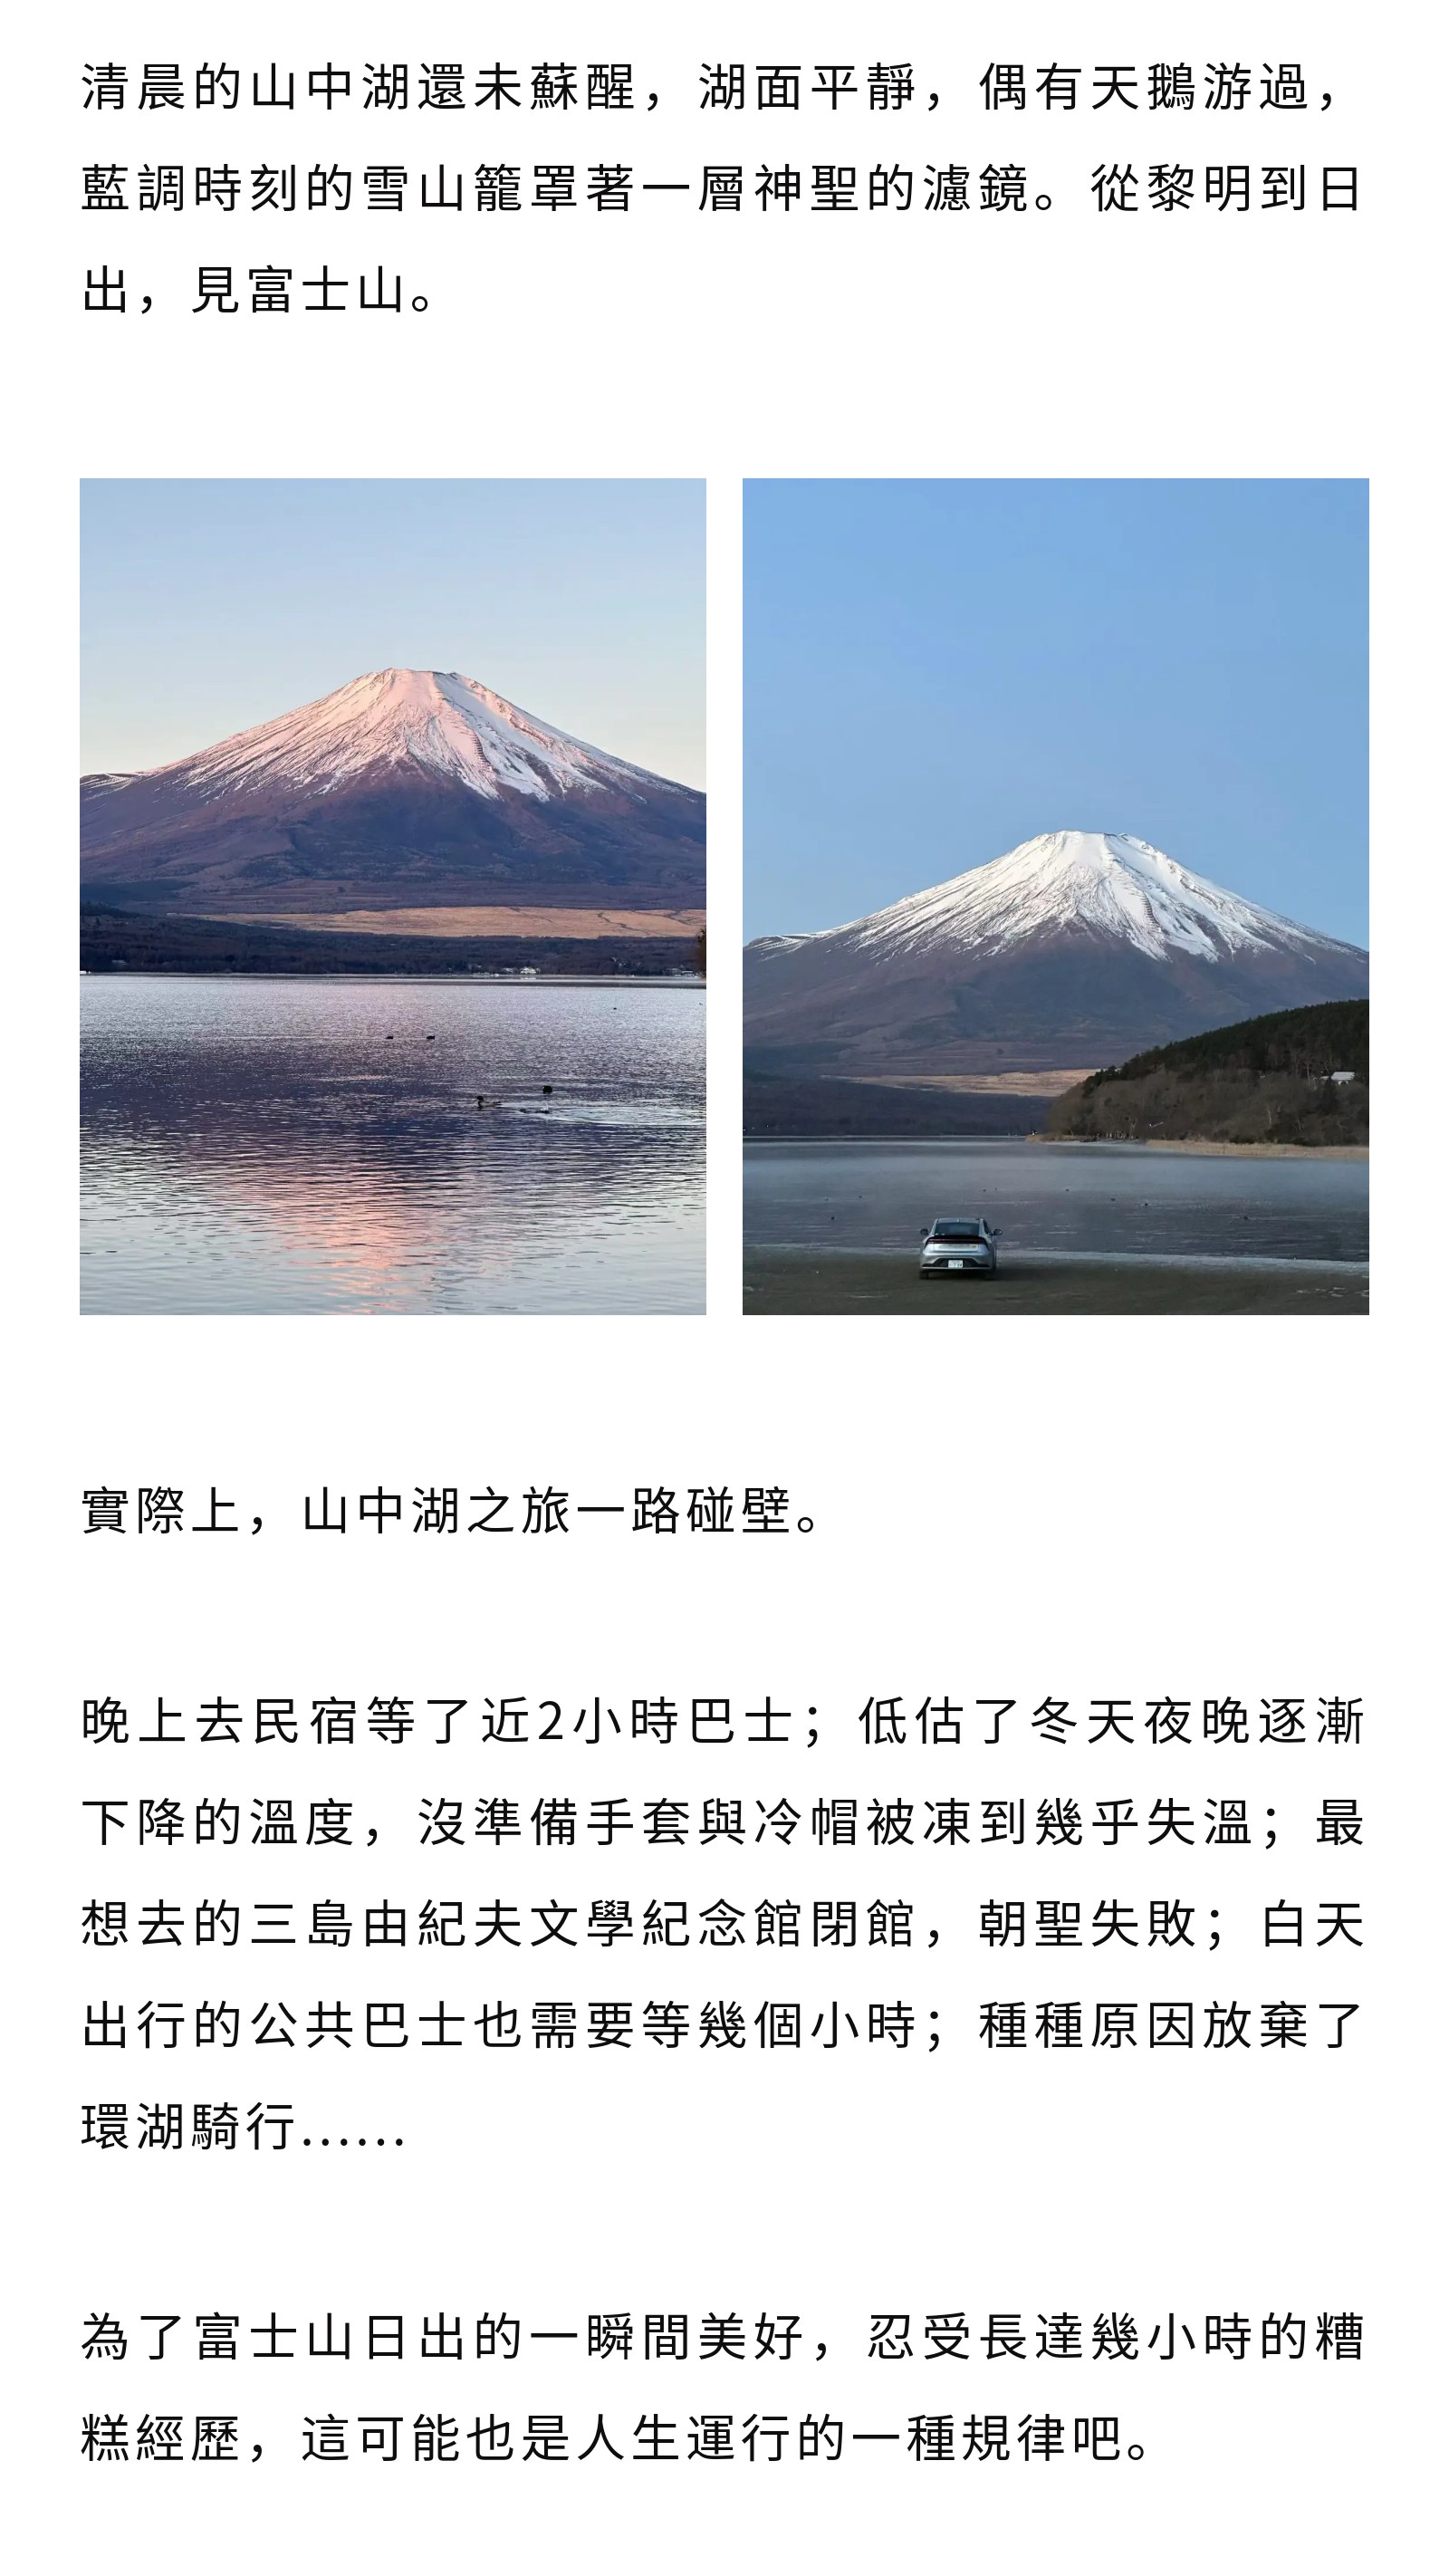 清晨的山中湖還未蘇醒，湖面平靜，偶有天鵝游過，
藍調時刻的雪山籠罩著一層神聖的濾鏡。從黎明到日
出，見富士山。
實際上，山中湖之旅一路碰壁。
晚上去民宿等了近2小時巴士；低估了冬天夜晚逐漸
下降的溫度，沒準備手套與冷帽被凍到幾乎失溫；最
想去的三島由紀夫文學紀念館閉館，朝聖失敗；白天
出行的公共巴士也需要等幾個小時；種種原因放棄了
環湖騎行……
為了富士山日出的一瞬間美好，忍受長達幾小時的糟
糕經歷，這可能也是人生運行的一種規律吧。